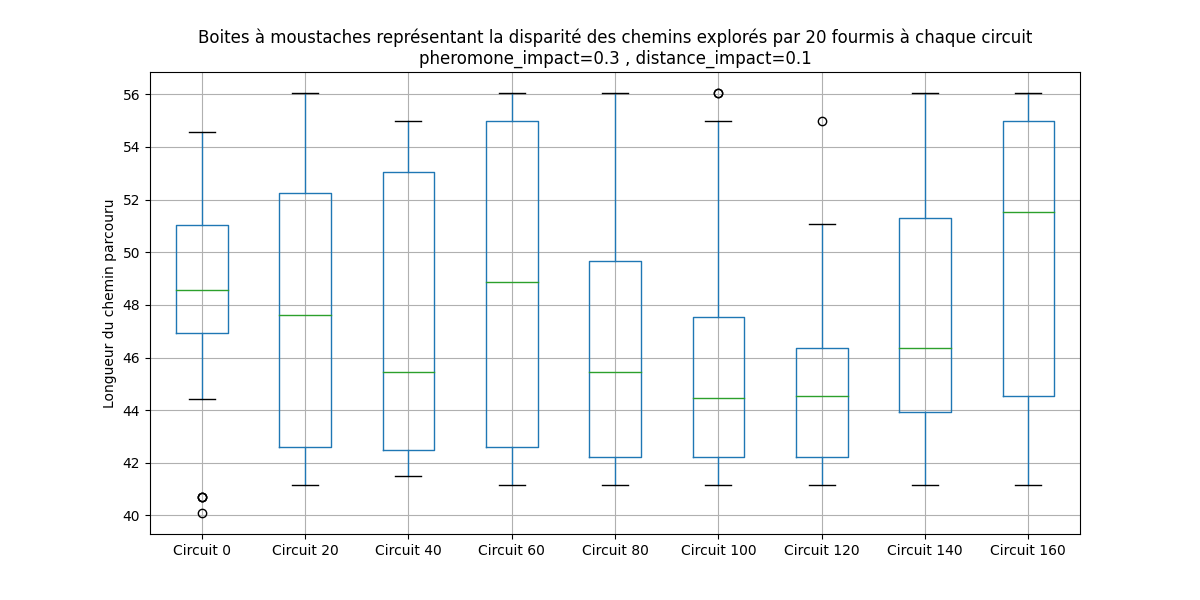 Boites à moustaches représentant la disparité des chemins explorés par 20 fourmis à chaque circuit
pheromone_impact=0.3 , distance_impact=0.1
Longueur du chemin parcouru
56
54
52
50
48
46
44
42
40
Circuit 0 Circuit 20 Circuit 40 Circuit 60 Circuit 80 Circuit 100 Circuit 120 Circuit 140 Circuit 160